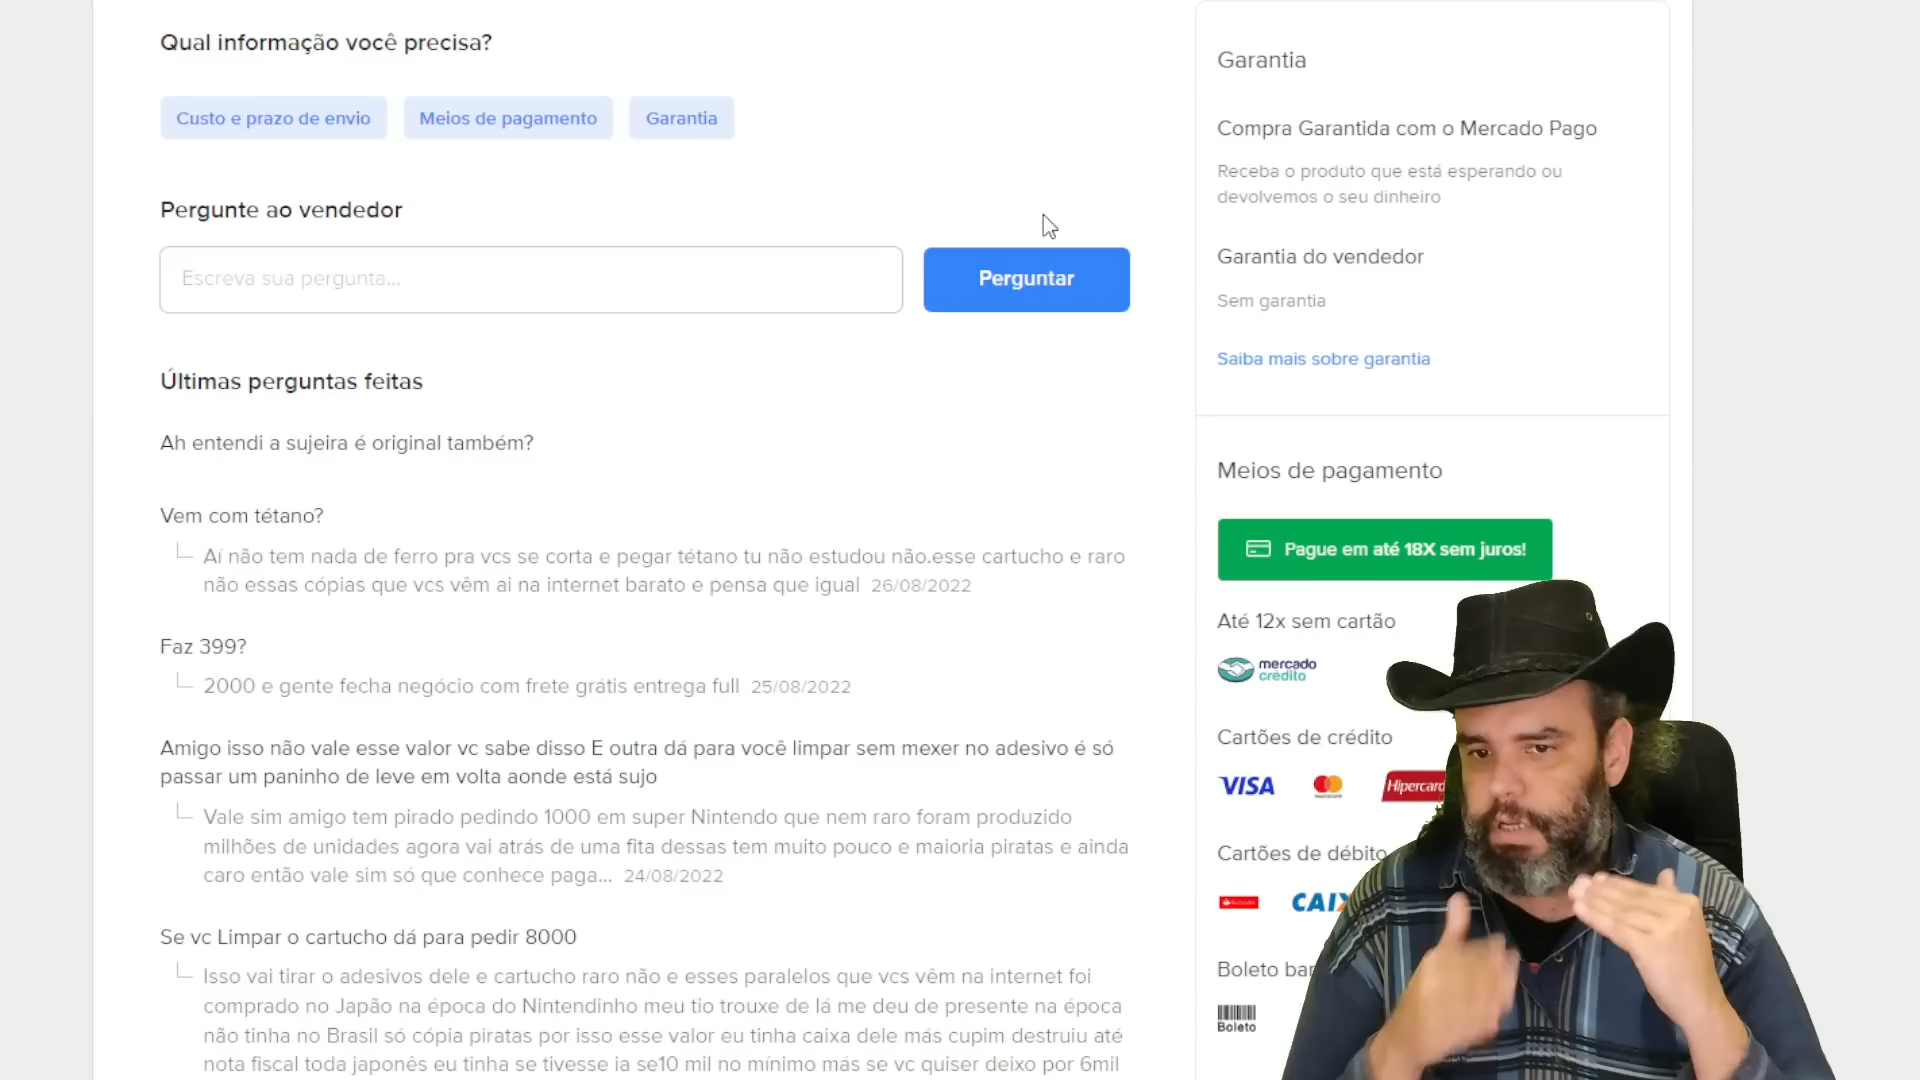 Qual informação você precisa?
Custo e prazo de envio
Meios de pagamento
Garantia
Pergunte ao vendedor
Escreva sua pergunta...
Perguntar
Últimas perguntas feitas
Ah entendi a sujeira é original também?
Vem com tétano?
Aí não tem nada de ferro pra vcs se corta e pegar tétano tu não estudou não.esse cartucho e raro
não essas cópias que vcs vêm ai na internet barato e pensa que igual 26/08/2022
Faz 399?
2000 e gente fecha negócio com frete grátis entrega full 25/08/2022
Amigo isso não vale esse valor vc sabe disso E outra dá para você limpar sem mexer no adesivo é só
passar um paninho de leve em volta aonde está sujo
Vale sim amigo tem pirado pedindo 1000 em super Nintendo que nem raro foram produzido
milhões de unidades agora vai atrás de uma fita dessas tem muito pouco e maioria piratas e ainda
caro então vale sim só que conhece paga... 24/08/2022
Se vc Limpar o cartucho dá para pedir 8000
Isso vai tirar o adesivos dele e cartucho raro não e esses paralelos que vcs vêm na internet foi
comprado no Japão na época do Nintendinho meu tio trouxe de lá me deu de presente na época
não tinha no Brasil só cópia piratas por isso esse valor eu tinha caixa dele más cupim destruiu até
nota fiscal toda japonês eu tinha se tivesse ia se10 mil no mínimo más se vc quiser deixo por 6mil
Garantia
Compra Garantida com o Mercado Pago
Receba o produto que está esperando ou
devolvemos o seu dinheiro
Garantia do vendedor
Sem garantia
Saiba mais sobre garantia
Meios de pagamento
Pague em até 18X sem juros!
Até 12x sem cartão
mercado
crédito
Cartões de crédito
VISA
Hipercard
Cartões de débito
CAIX
Boleto ban
Boleto